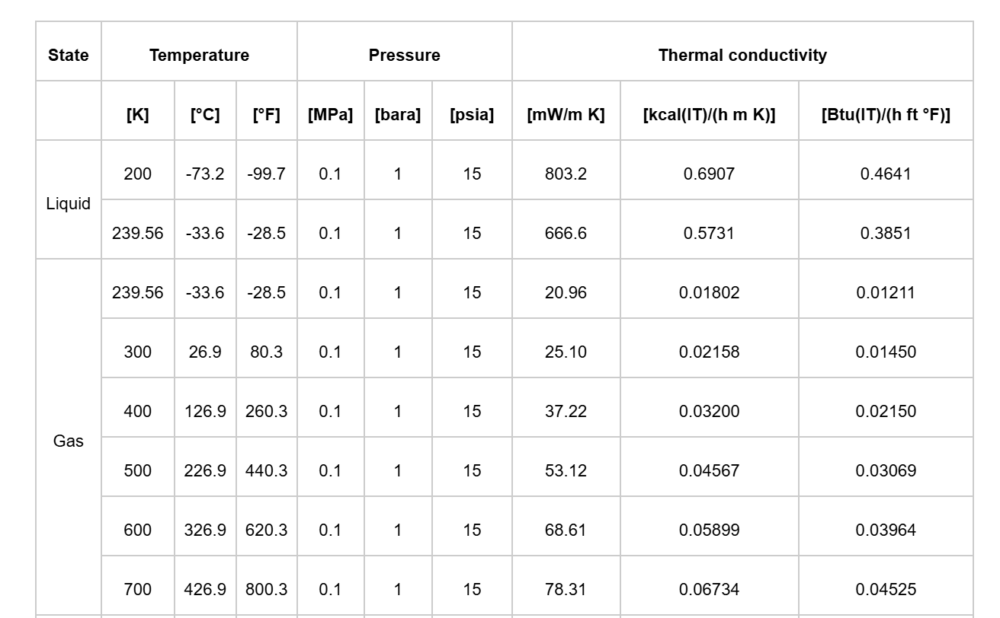 State Temperature Pressure Thermal conductivity
[K] [°C] [°F] [MPa] [bara] [psia] [mW/m K] [kcal(IT)/(h m K)] [Btu(IT)/(h ft °F)]
Liquid
200 -73.2 -99.7 0.1 1 15 803.2 0.6907 0.4641
239.56 -33.6 -28.5 0.1 1 15 666.6 0.5731 0.3851
Gas
239.56 -33.6 -28.5 0.1 1 15 20.96 0.01802 0.01211
300 26.9 80.3 0.1 1 15 25.10 0.02158 0.01450
400 126.9 260.3 0.1 1 15 37.22 0.03200 0.02150
500 226.9 440.3 0.1 1 15 53.12 0.04567 0.03069
600 326.9 620.3 0.1 1 15 68.61 0.05899 0.03964
700 426.9 800.3 0.1 1 15 78.31 0.06734 0.04525